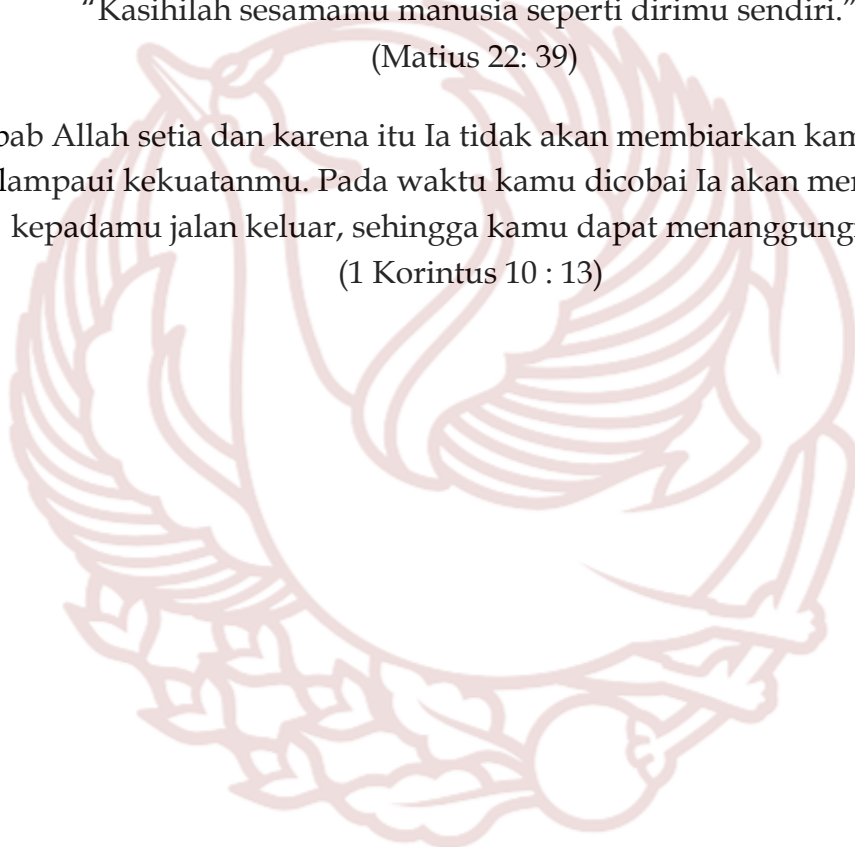 “Kasihilah sesamamu manusia seperti dirimu sendiri.”
(Matius 22: 39)
bab Allah setia dan karena itu Ia tidak akan membiarkan kam
lampaui kekuatanmu. Pada waktu kamu dicobai Ia akan mem
kepadamu jalan keluar, sehingga kamu dapat menanggung
(1 Korintus 10 : 13)